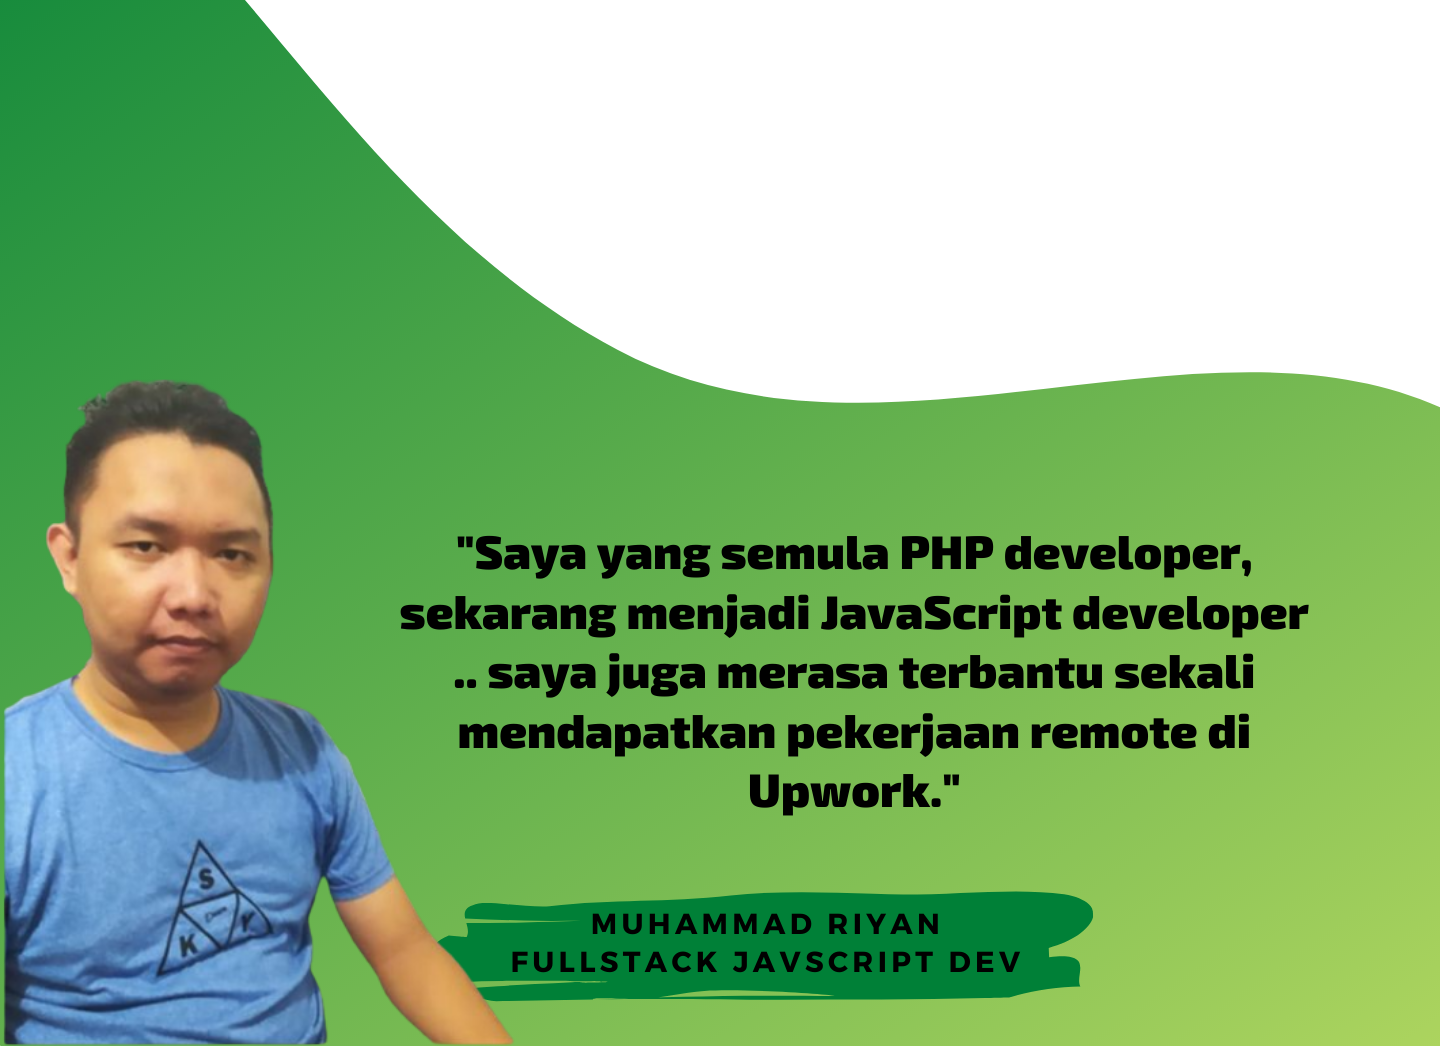 "Saya yang semula PHP developer,
sekarang menjadi JavaScript developer
.. saya juga merasa terbantu sekali
mendapatkan pekerjaan remote di
Upwork."
S
K
Y
MUHAMMAD RIYAN
FULLSTACK JAVSCRIPT DEV